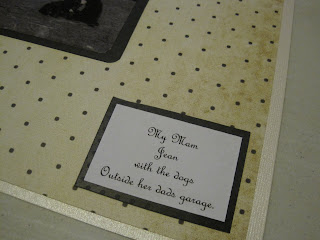 My Mam
Jean
with the dogs
Outside her dads garage.